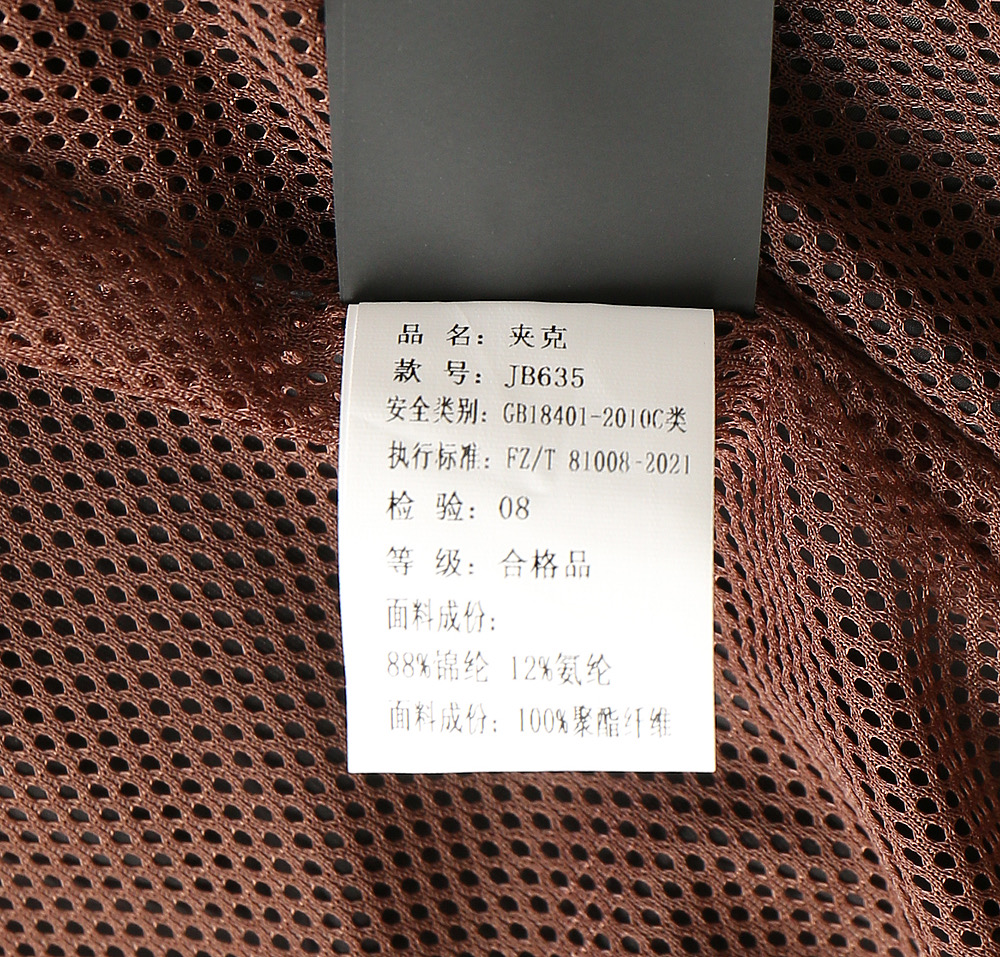 品 名：夹克
款 号：JB635
安全类别：GB18401-2010C类
执行标准：FZ/T 81008-2021
检 验：08
等 级：合格品
面料成份：
88%锦纶 12%氨纶
面料成份：100%聚酯纤维